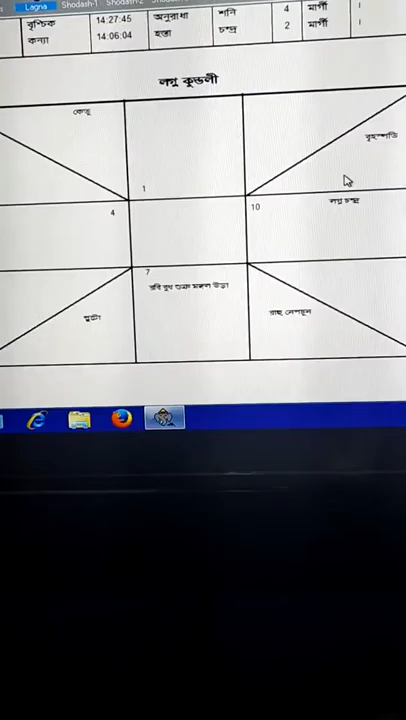 Lagna Shodash-1
বৃশ্চিক 14:27:45 অনুরাধা শনি 4 মার্গী ।
কন্যা 14:06:04 হস্তা চন্দ্র 2 মার্গী ।
লগ্ন কুন্ডলী
কেতু
বৃহস্পতি
1
4 10 লগ্ন চন্দ্র
7
রবি বুধ শুক্র মঙ্গল উড়া
প্লুটো রাহু নেপচুন